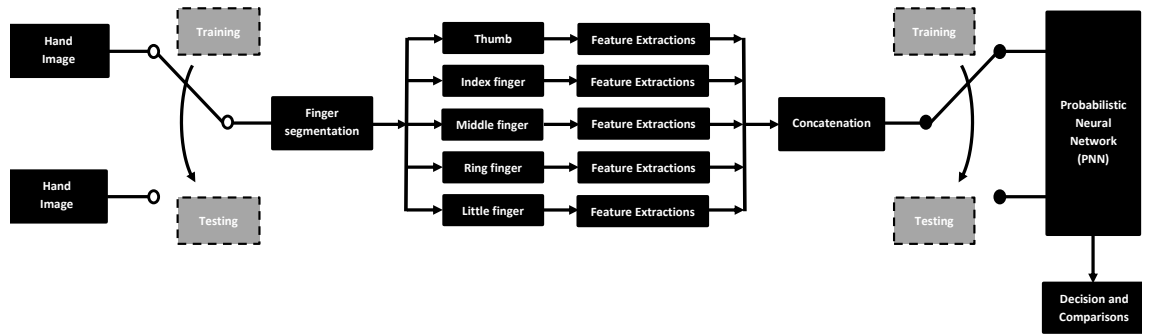 Hand
Image
Training
Hand
Image
Testing
Finger
segmentation
Thumb
Index finger
Middle finger
Ring finger
Little finger
Feature Extractions
Feature Extractions
Feature Extractions
Feature Extractions
Feature Extractions
Concatenation
Training
Testing
Probabilistic
Neural
Network
(PNN)
Decision and
Comparisons